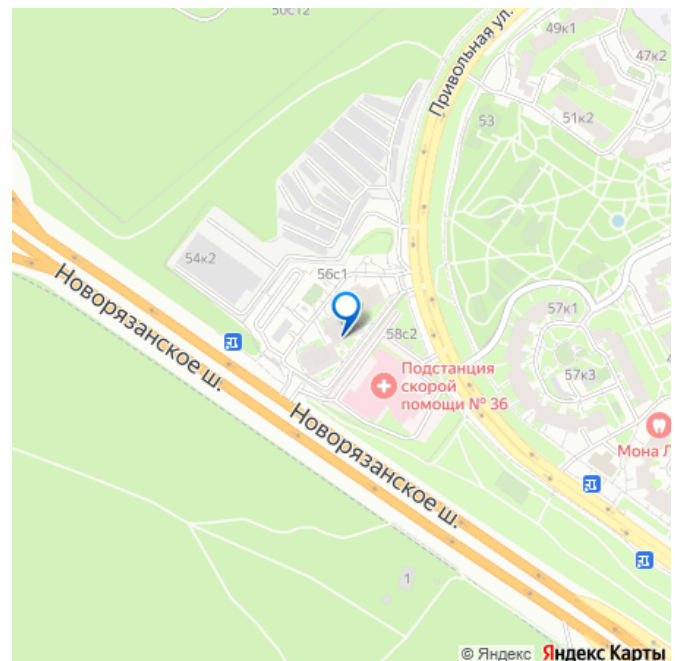 50с12
49к1
47к2
Привольная ул.
53
51к2
54к2
56с1
Новорязанское ш.
58с2
57к1
57к3
Подстанция
скорой
помощи № 36
Новорязанское ш.
Мона Л
1
© Яндекс Яндекс Карты